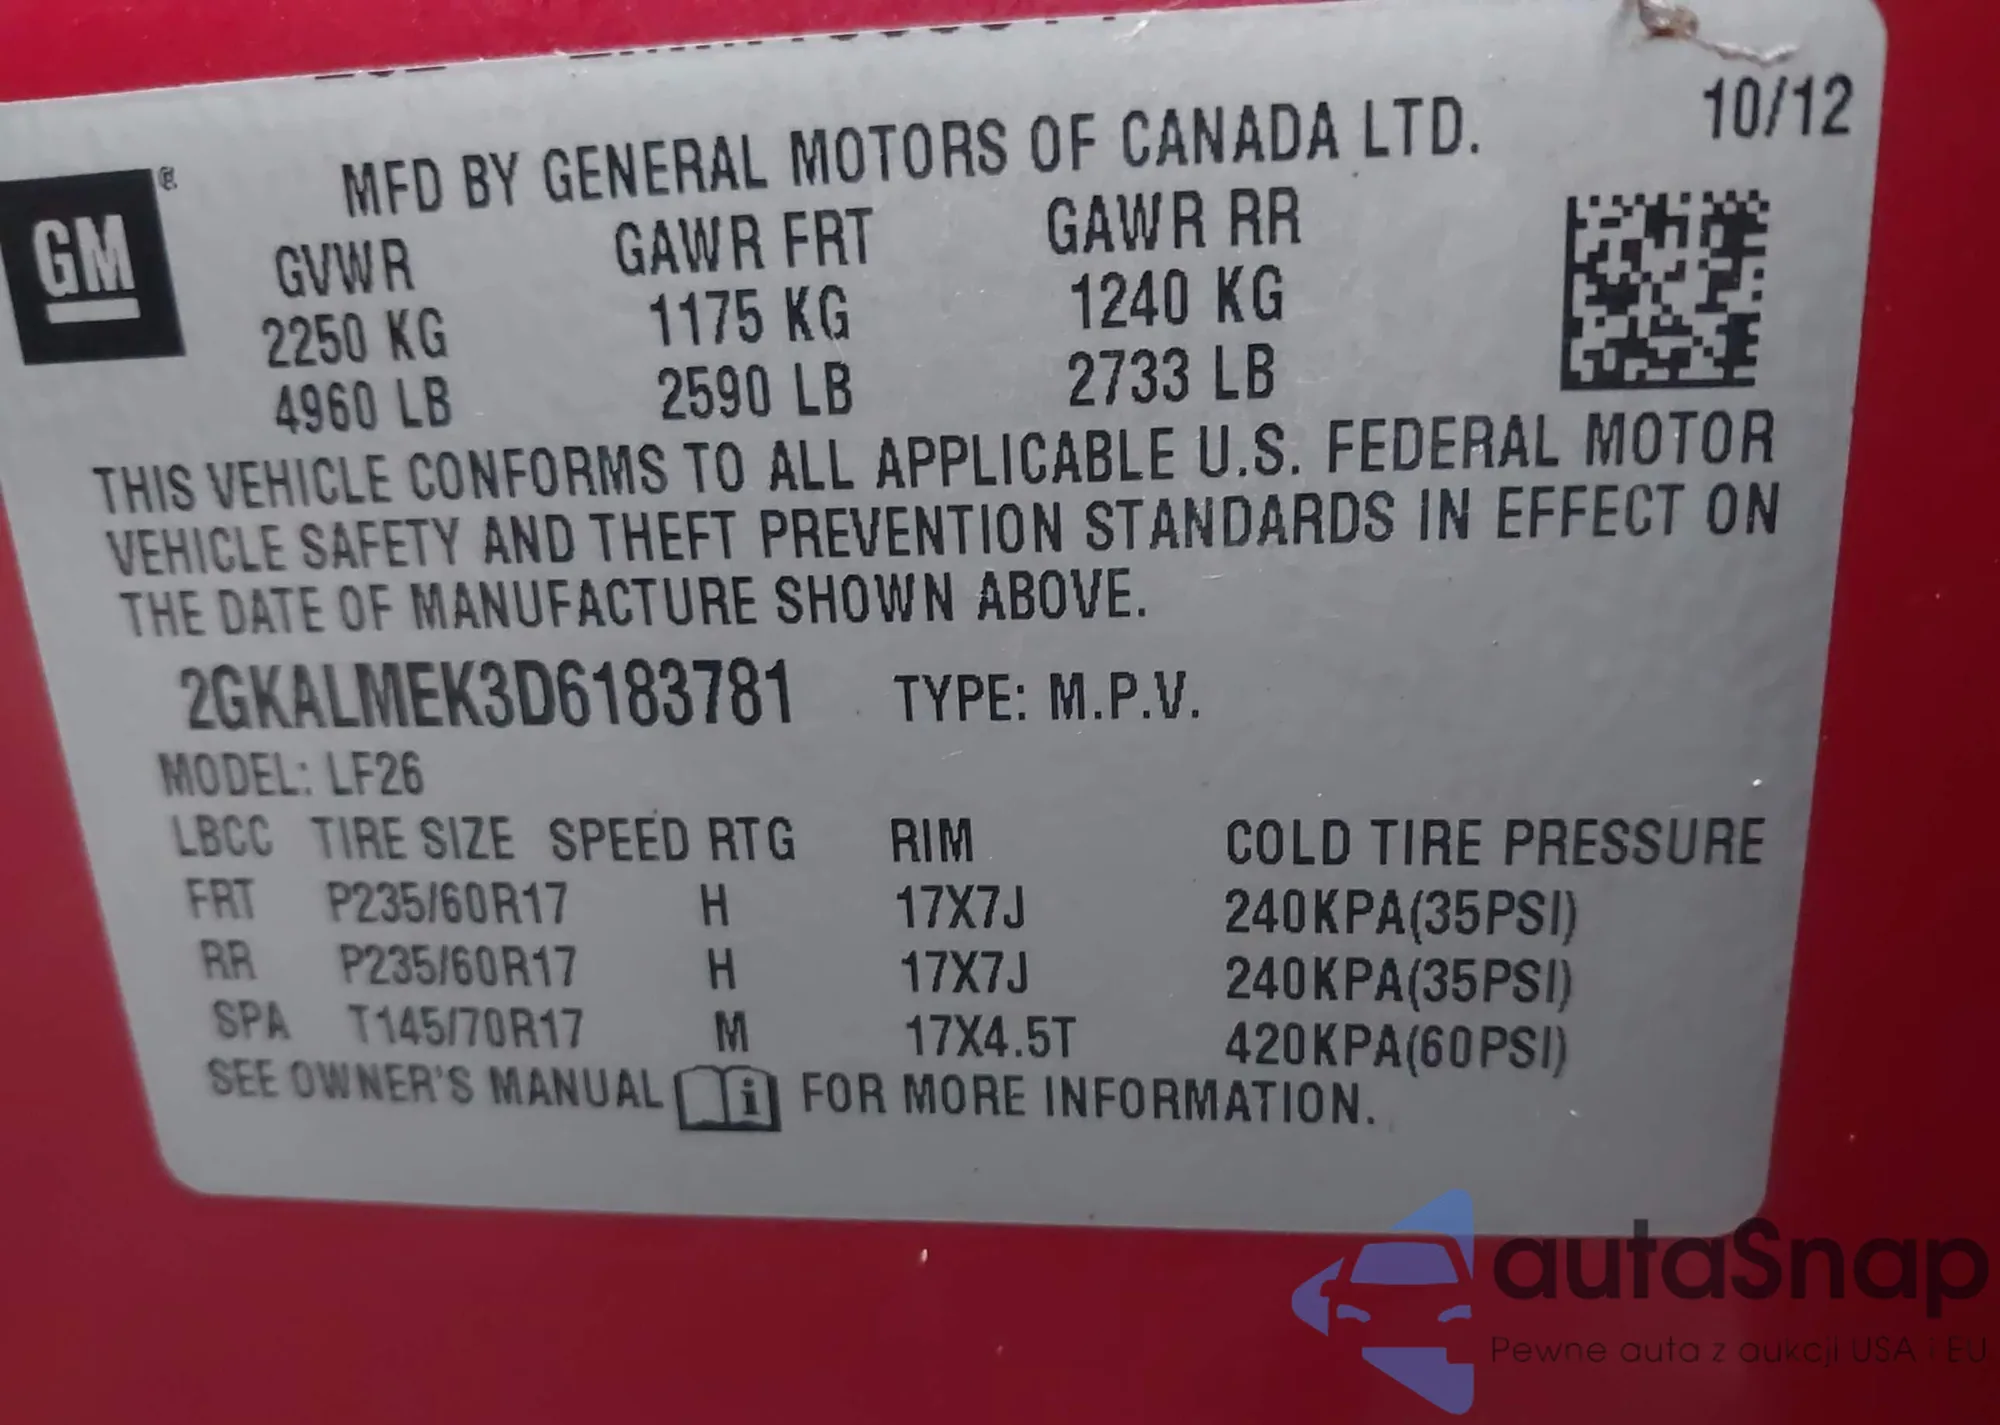 10/12
MFD BY GENERAL MOTORS OF CANADA LTD.
GM
GVWR GAWR FRT GAWR RR
2250 KG 1175 KG 1240 KG
4960 LB 2590 LB 2733 LB
THIS VEHICLE CONFORMS TO ALL APPLICABLE U.S. FEDERAL MOTOR
VEHICLE SAFETY AND THEFT PREVENTION STANDARDS IN EFFECT ON
THE DATE OF MANUFACTURE SHOWN ABOVE.
2GKALMEK3D6183781 TYPE: M.P.V.
MODEL: LF26
LBCC TIRE SIZE SPEED RTG RIM COLD TIRE PRESSURE
FRT P235/60R17 H 17X7J 240KPA(35PSI)
RR P235/60R17 H 17X7J 240KPA(35PSI)
SPA T145/70R17 M 17X4.5T 420KPA(60PSI)
SEE OWNER'S MANUAL i FOR MORE INFORMATION.
autaSnap
Pewne auta z aukcji USA i EU